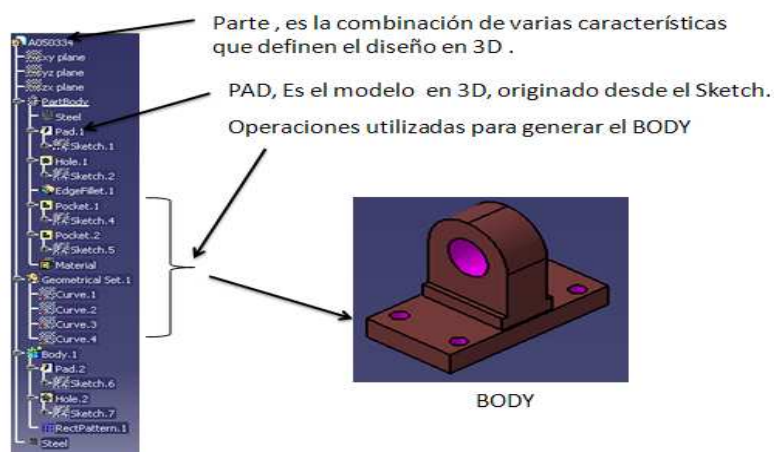 Parte , es la combinación de varias características
que definen el diseño en 3D .
PAD, Es el modelo  en 3D, originado desde el Sketch.
Operaciones utilizadas para generar el BODY
A050334
xy plane
yz plane
zx plane
PartBody
Steel
Pad.1
Sketch.1
Hole.1
Sketch.2
EdgeFillet.1
Pocket.1
Sketch.4
Pocket.2
Sketch.5
Material
Geometrical Set.1
Curve.1
Curve.2
Curve.3
Curve.4
Body.1
Pad.2
Sketch.6
Hole.2
Sketch.7
RectPattern.1
Steel
BODY